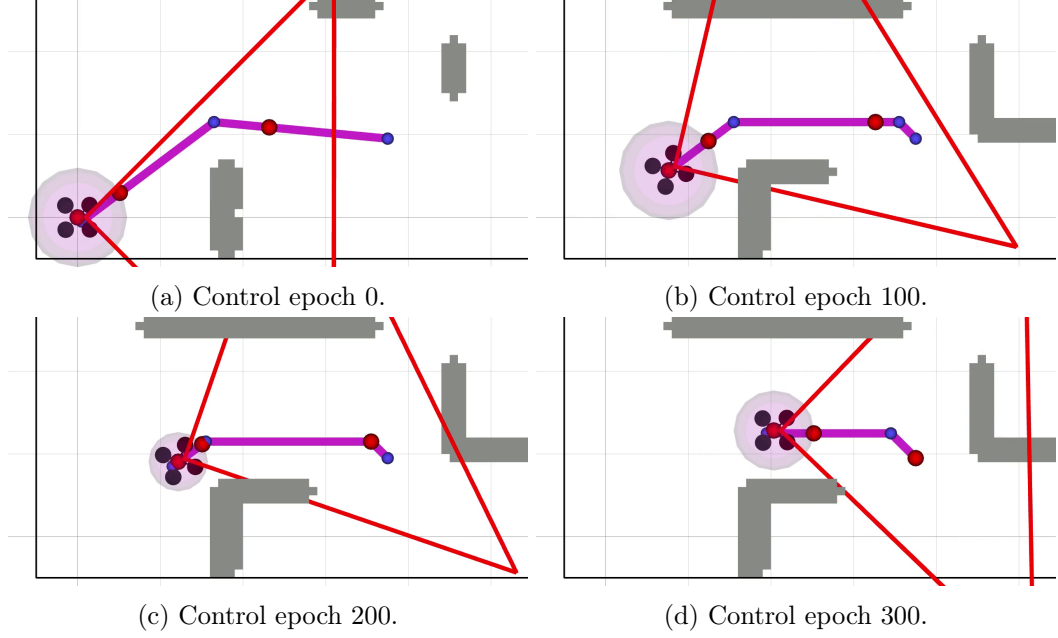 (a) Control epoch 0.
(b) Control epoch 100.
(c) Control epoch 200.
(d) Control epoch 300.